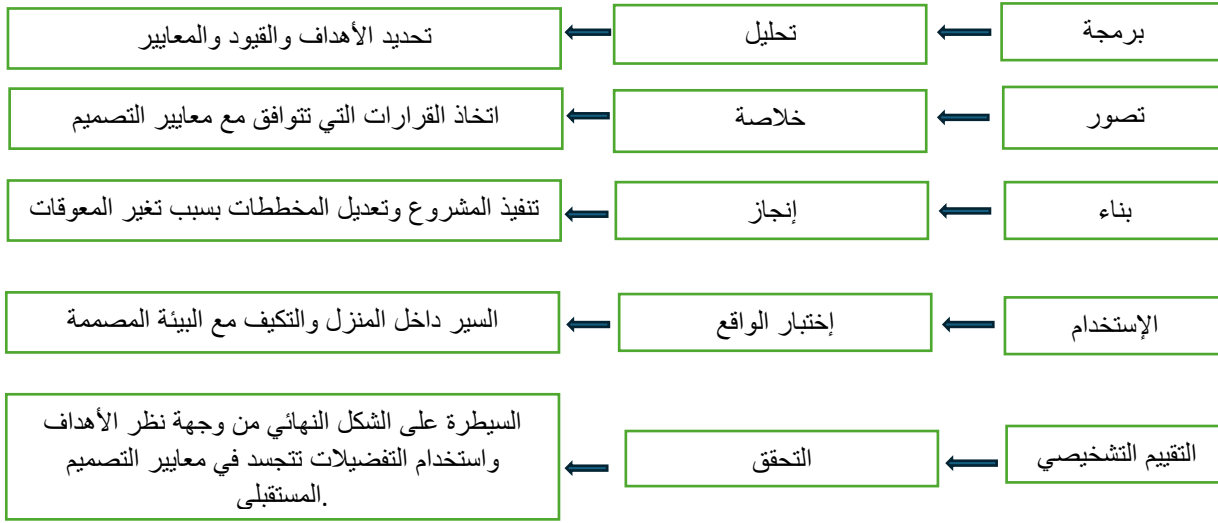 برمجة
تحليل
تحديد الأهداف والقيود والمعايير
تصور
خلاصة
اتخاذ القرارات التي تتوافق مع معايير التصميم
بناء
إنجاز
تنفيذ المشروع وتعديل المخططات بسبب تغير المعوقات
الإستخدام
إختبار الواقع
السير داخل المنزل والتكيف مع البيئة المصممة
التقييم التشخيصي
التحقق
السيطرة على الشكل النهائي من وجهة نظر الأهداف
واستخدام التفضيلات تتجسد في معايير التصميم
المستقبلي.